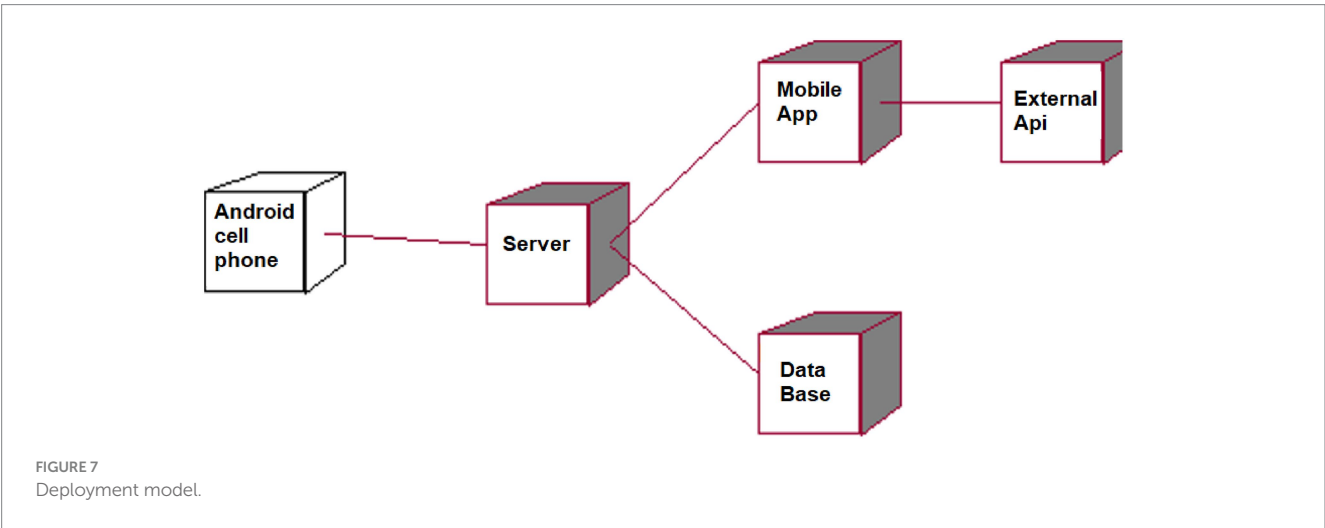 Mobile
App
External
Api
Android
cell
phone
Server
Data
Base
FIGURE 7
Deployment model.